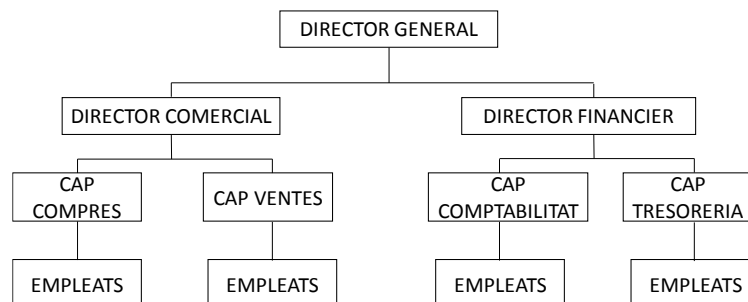 DIRECTOR GENERAL
DIRECTOR COMERCIAL
DIRECTOR FINANCIER
CAP
COMPRES
CAP VENTES
CAP
COMPTABILITAT
CAP
TRESORERIA
EMPLEATS
EMPLEATS
EMPLEATS
EMPLEATS